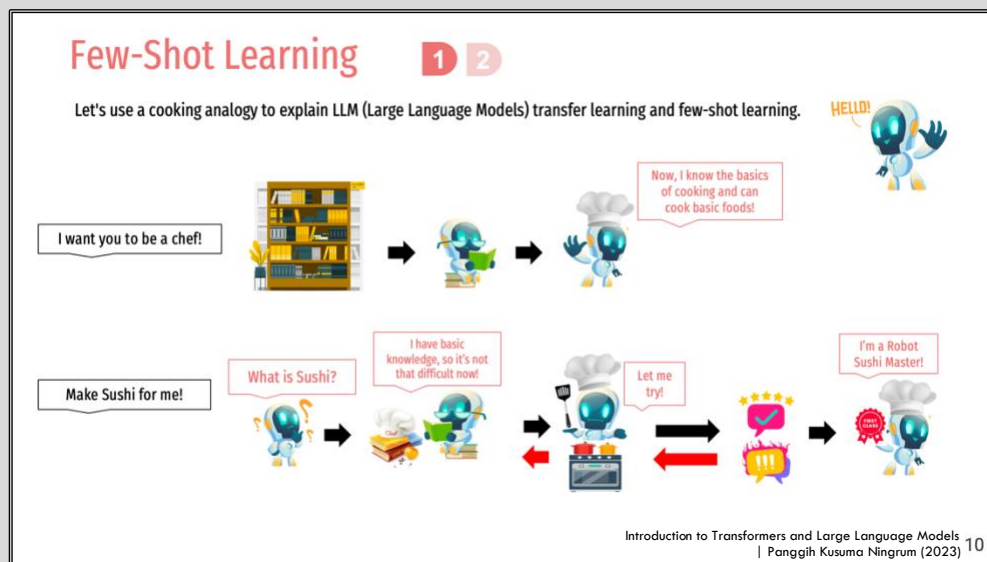 Few-Shot Learning
1 2
Let's use a cooking analogy to explain LLM (Large Language Models) transfer learning and few-shot learning.
HELLO!
I want you to be a chef!
Now, I know the basics
of cooking and can
cook basic foods!
Make Sushi for me!
What is Sushi?
I have basic
knowledge, so it's not
that difficult now!
Let me
try!
I'm a Robot
Sushi Master!
FIRST
CLASS
Introduction to Transformers and Large Language Models
| Panggih Kusuma Ningrum (2023)
10